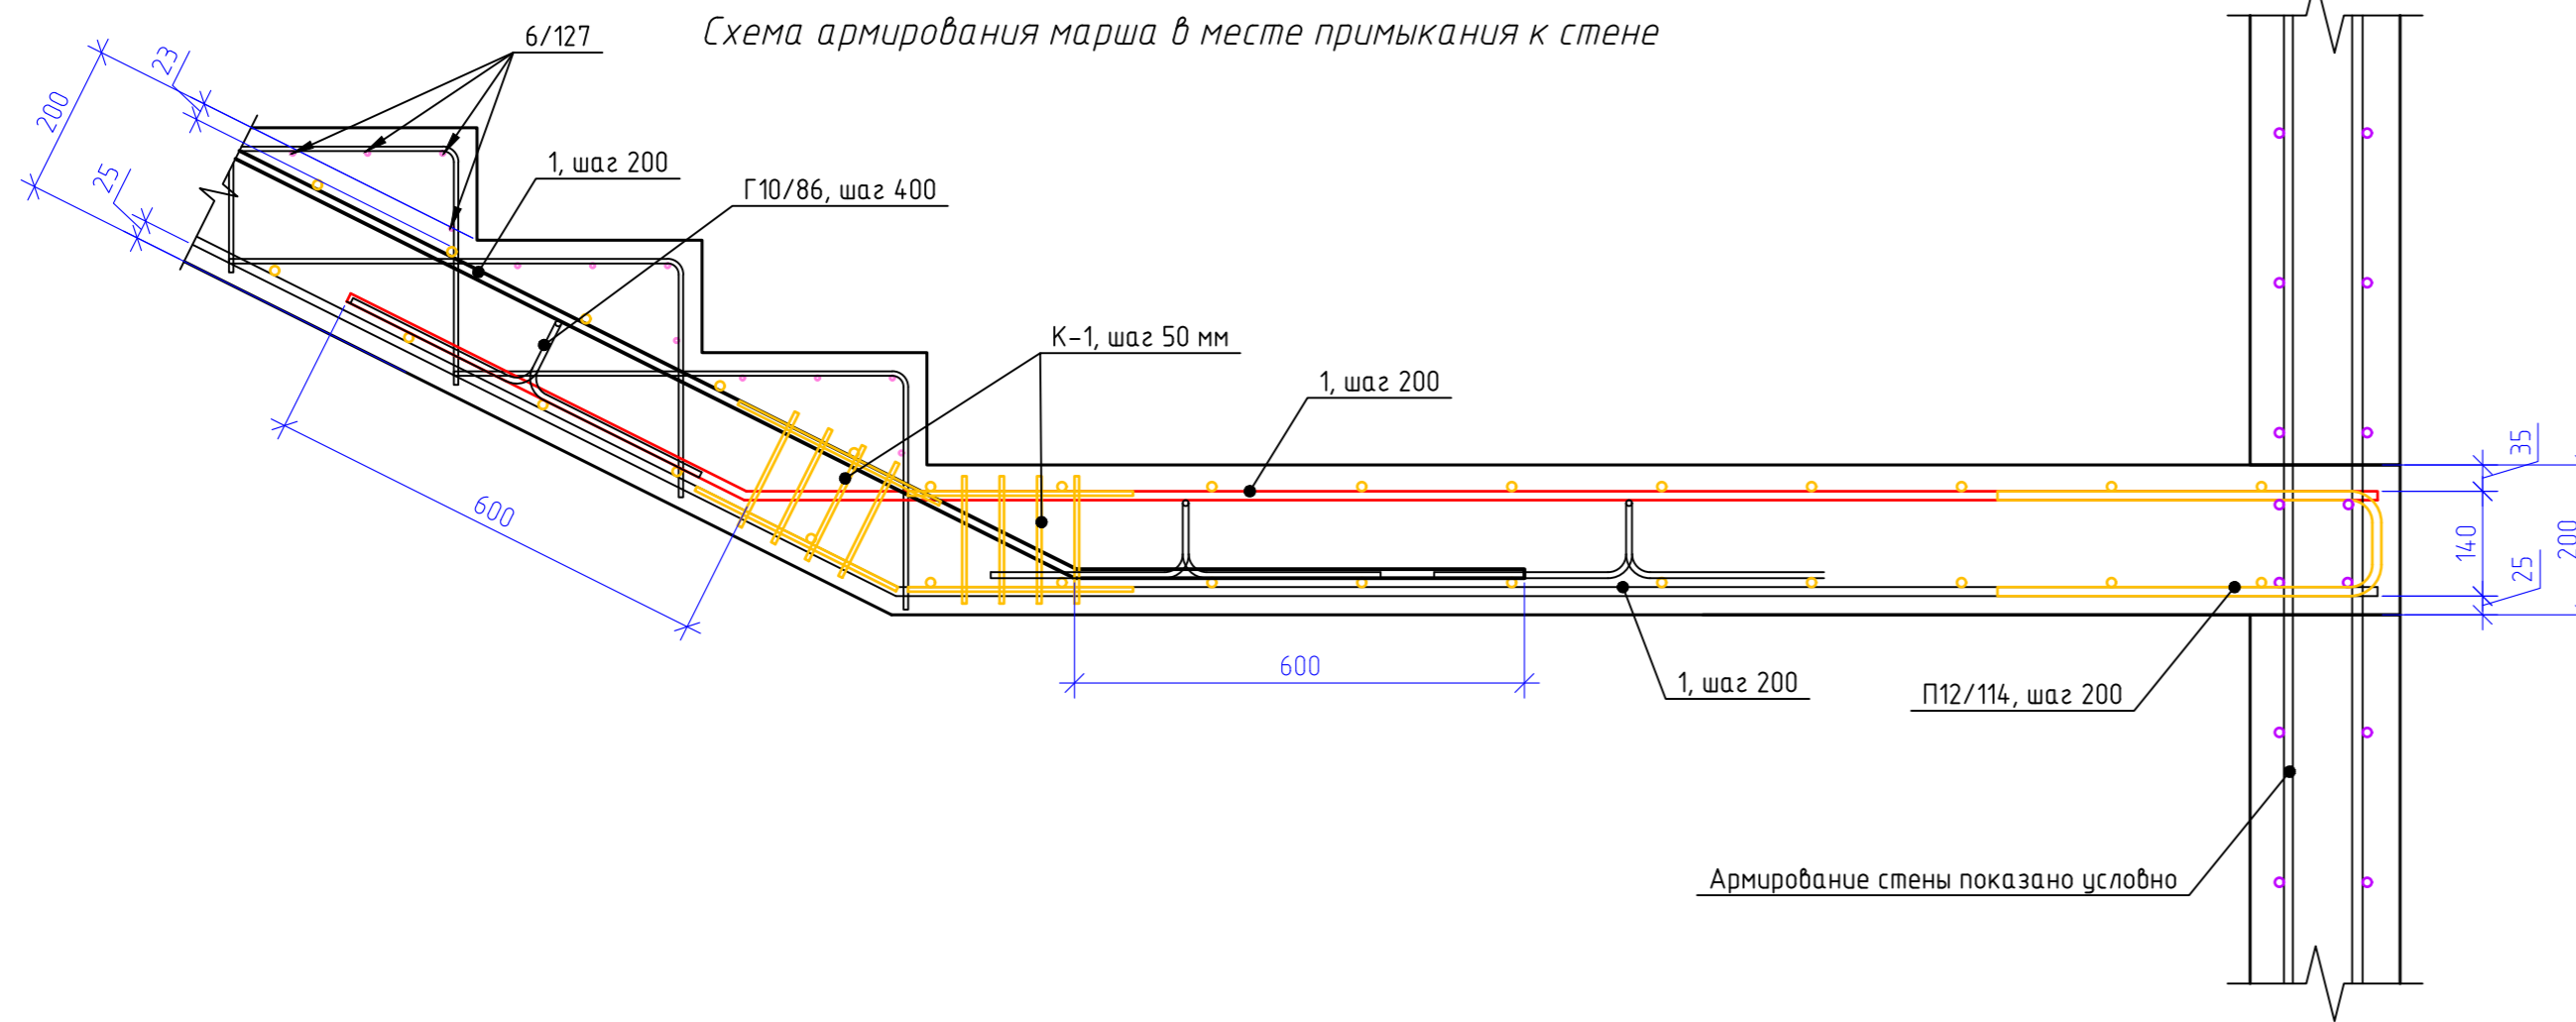 Схема армирования марша в месте примыкания к стене
6/127
23
200
25
1, шаг 200
Г10/86, шаг 400
К-1, шаг 50 мм
1, шаг 200
35
600
140
200
25
600
1, шаг 200
П12/114, шаг 200
Армирование стены показано условно